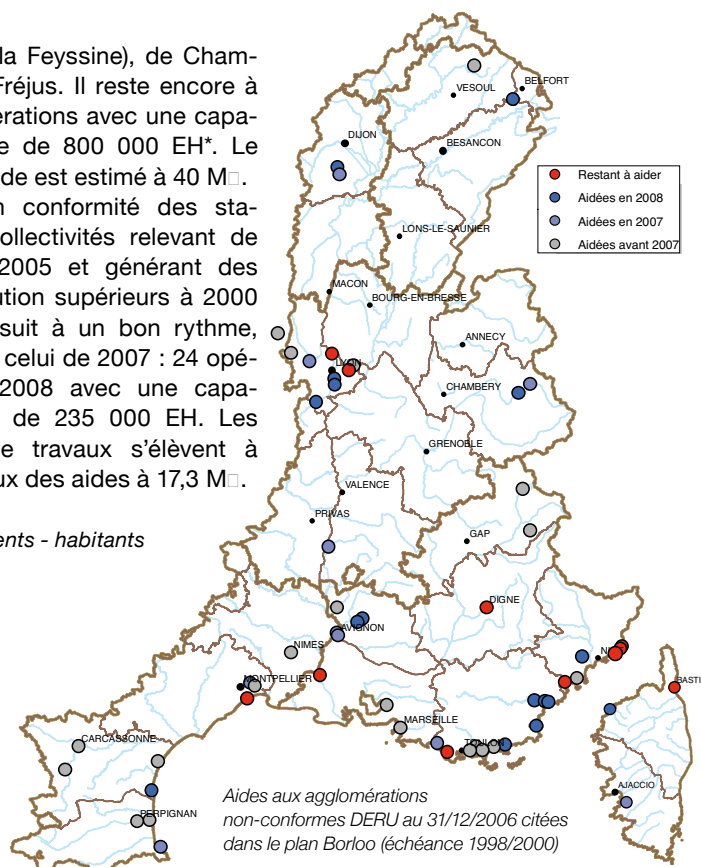 la Feyssine), de Cham-
Fréjus. Il reste encore à
érations avec une capa-
e de 800 000 EH*. Le
de est estimé à 40 M□.
n conformité des sta-
ollectivités relevant de
2005 et générant des
ution supérieurs à 2000
suit à un bon rythme,
celui de 2007 : 24 opé-
2008 avec une capa-
de 235 000 EH. Les
e travaux s'élèvent à
ux des aides à 17,3 M□.
ents - habitants
BELFORT
VESOUL
DIJON
BESANCON
Restant à aider
Aidées en 2008
Aidées en 2007
Aidées avant 2007
LONS-LE-SAUNIER
MACON
BOURG-EN-BRESSE
ANNECY
LYON
CHAMBERY
GRENOBLE
VALENCE
PRIVAS
GAP
DIGNE
AVIGNON
NIMES
NI
MONTPELLIER
BASTI
MARSEILLE
TOULON
CARCASSONNE
AJACCIO
PERPIGNAN
Aides aux agglomérations
non-conformes DERU au 31/12/2006 citées
dans le plan Borloo (échéance 1998/2000)